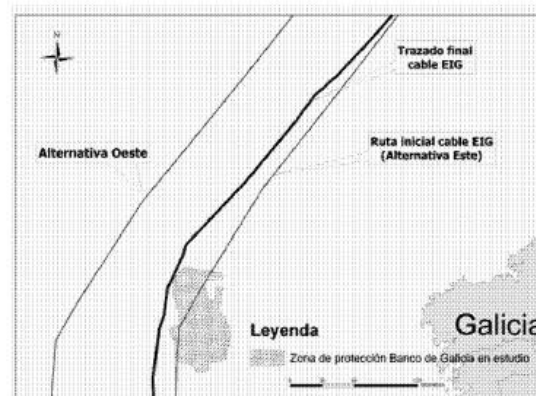 N
Trazado final
cable EIG
Alternativa Oeste
Ruta inicial cable EIG
(Alternativa Este)
Leyenda
Galicia
Zona de protección Banco de Galicia en estudio